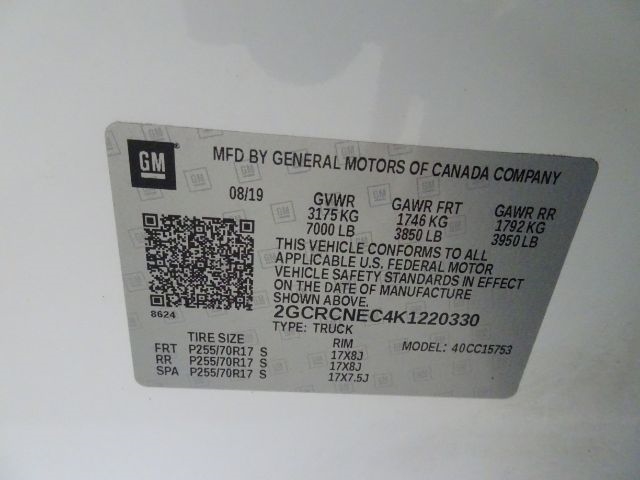 GM
MFD BY GENERAL MOTORS OF CANADA COMPANY
08/19 GVWR GAWR FRT GAWR RR
3175 KG 1746 KG 1792 KG
7000 LB 3850 LB 3950 LB
THIS VEHICLE CONFORMS TO ALL
APPLICABLE U.S. FEDERAL MOTOR
VEHICLE SAFETY STANDARDS IN EFFECT
ON THE DATE OF MANUFACTURE
SHOWN ABOVE.
8624 2GCRCNEC4K1220330
TYPE: TRUCK
TIRE SIZE RIM MODEL: 40CC15753
FRT P255/70R17 S 17X8J
RR P255/70R17 S 17X8J
SPA P255/70R17 S 17X7.5J